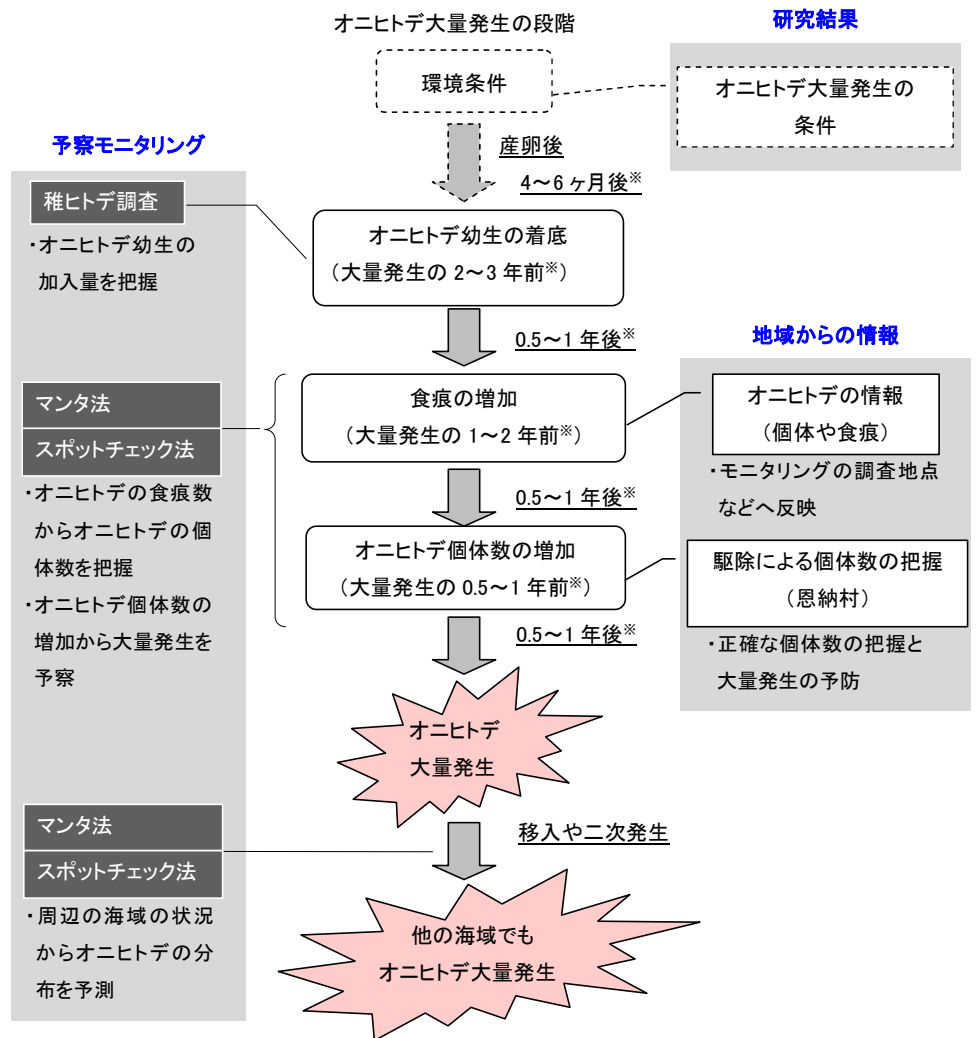 オニヒトデ大量発生の段階
環境条件
産卵後
4～6ヶ月後※
オニヒトデ幼生の着底
（大量発生の2～3年前※）
0.5～1年後※
食痕の増加
（大量発生の1～2年前※）
0.5～1年後※
オニヒトデ個体数の増加
（大量発生の0.5～1年前※）
0.5～1年後※
オニヒトデ
大量発生
移入や二次発生
他の海域でも
オニヒトデ大量発生
予察モニタリング
稚ヒトデ調査
・オニヒトデ幼生の
加入量を把握
マンタ法
スポットチェック法
・オニヒトデの食痕数
からオニヒトデの個
体数を把握
・オニヒトデ個体数の
増加から大量発生を
予察
マンタ法
スポットチェック法
・周辺の海域の状況
からオニヒトデの分
布を予測
研究結果
オニヒトデ大量発生の
条件
地域からの情報
オニヒトデの情報
（個体や食痕）
・モニタリングの調査地点
などへ反映
駆除による個体数の把握
（恩納村）
・正確な個体数の把握と
大量発生の予防